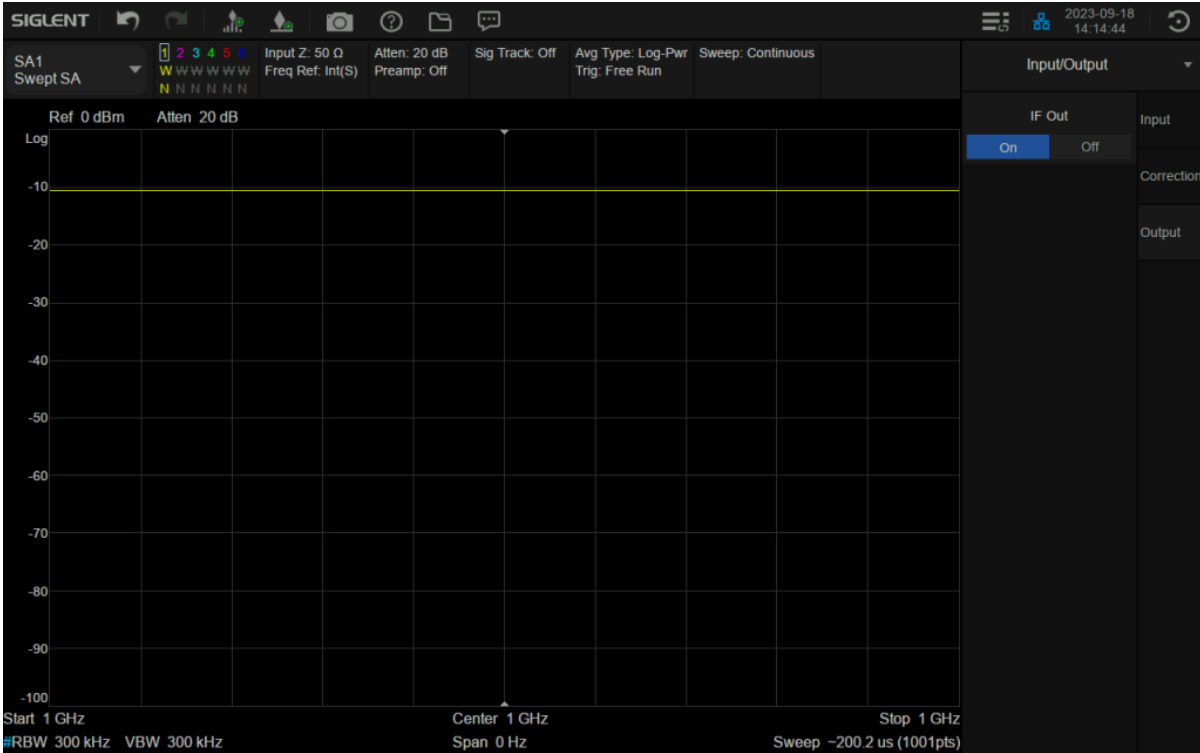 SIGLENT
2023-09-18
14:14:44
SA1
Swept SA
1 2 3 4 5 6
W W W W W W
N N N N N N
Input Z: 50 Ω
Freq Ref: Int(S)
Atten: 20 dB
Preamp: Off
Sig Track: Off
Avg Type: Log-Pwr
Trig: Free Run
Sweep: Continuous
Input/Output
Ref 0 dBm
Atten 20 dB
Log
-10
-20
-30
-40
-50
-60
-70
-80
-90
-100
Start 1 GHz
Center 1 GHz
Stop 1 GHz
#RBW 300 kHz VBW 300 kHz
Span 0 Hz
Sweep ~200.2 us (1001pts)
IF Out
On
Off
Input
Correction
Output